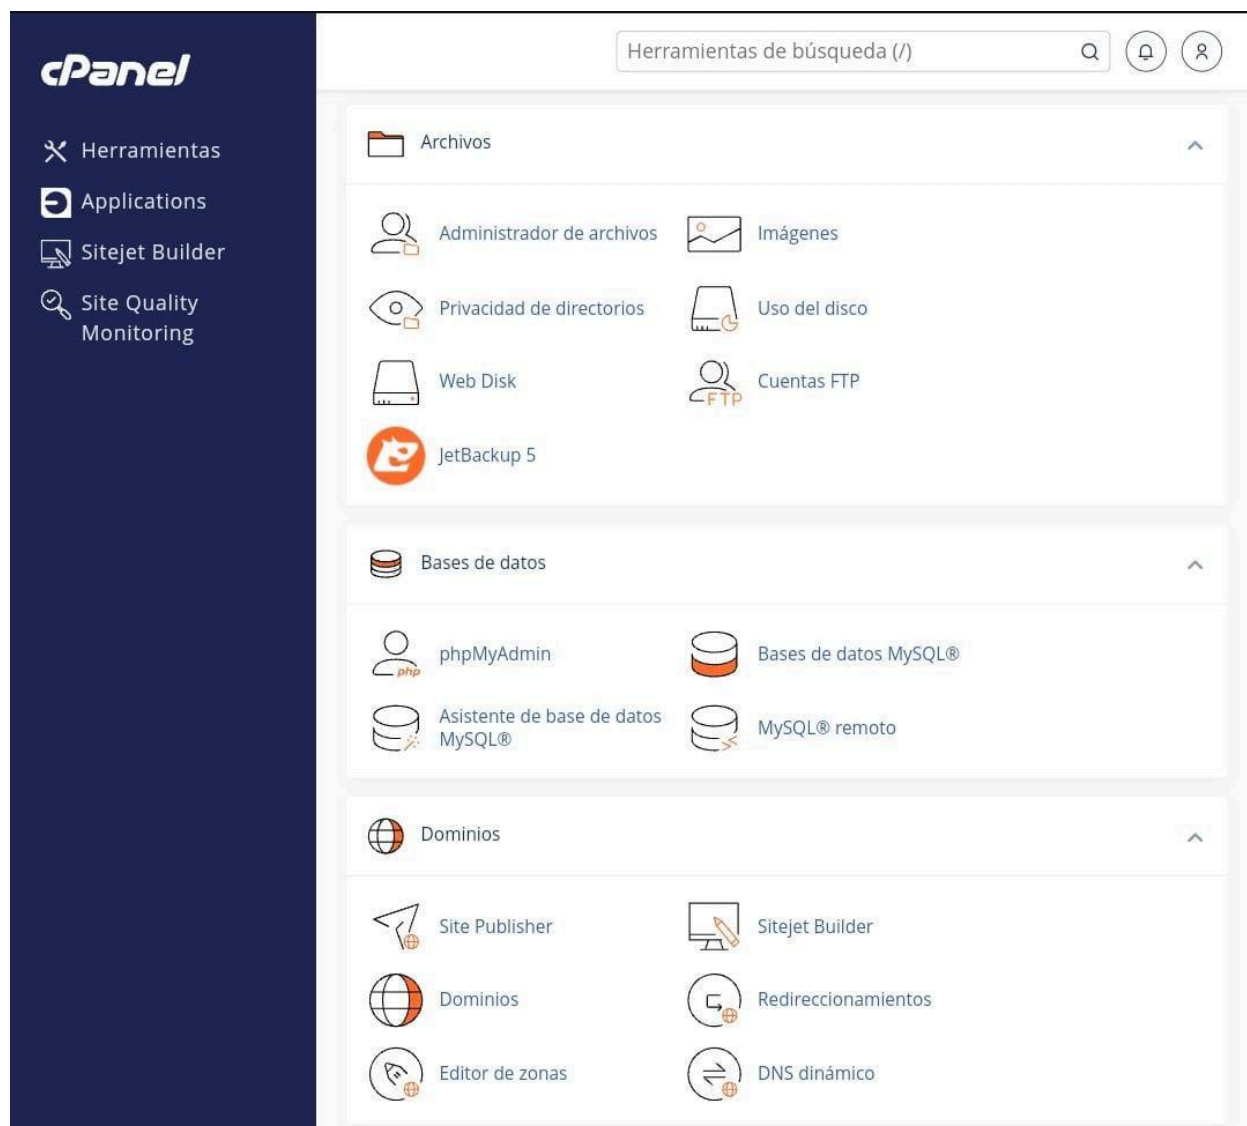 cPanel
Herramientas de búsqueda (/)
Herramientas
Applications
Sitejet Builder
Site Quality
Monitoring
Archivos
Administrador de archivos
Imágenes
Privacidad de directorios
Uso del disco
Web Disk
FTP
Cuentas FTP
JetBackup 5
Bases de datos
php
phpMyAdmin
Bases de datos MySQL®
Asistente de base de datos
MySQL®
MySQL® remoto
Dominios
Site Publisher
Sitejet Builder
Dominios
Redireccionamientos
Editor de zonas
DNS dinámico